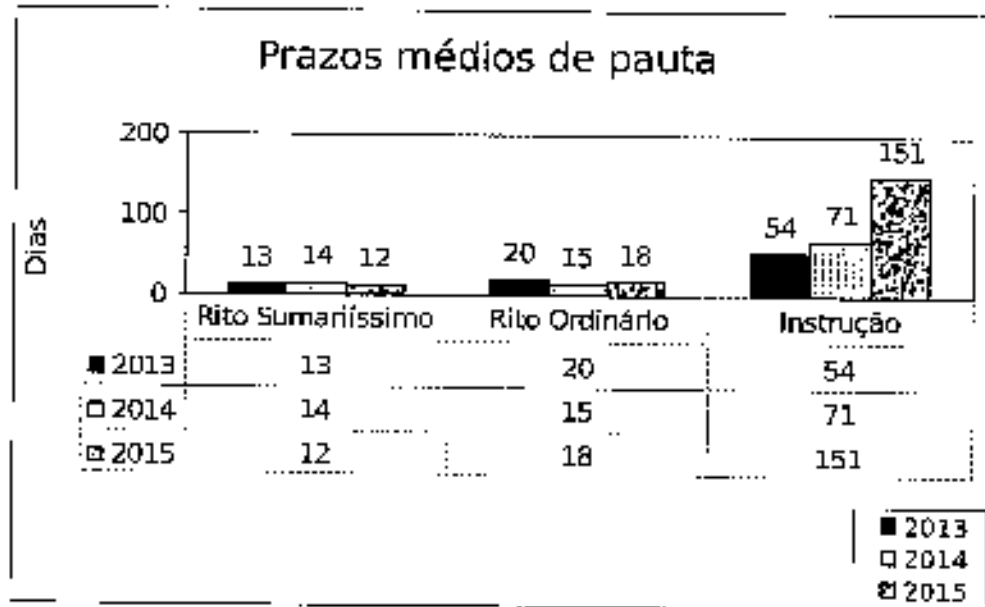 Prazos médios de pauta
Dias
200
100
0
13 14 12
20 15 18
54 71 151
Rito Sumariíssimo Rito Ordinário Instrução
2013 13 20 54
2014 14 15 71
2015 12 18 151
2013
2014
2015